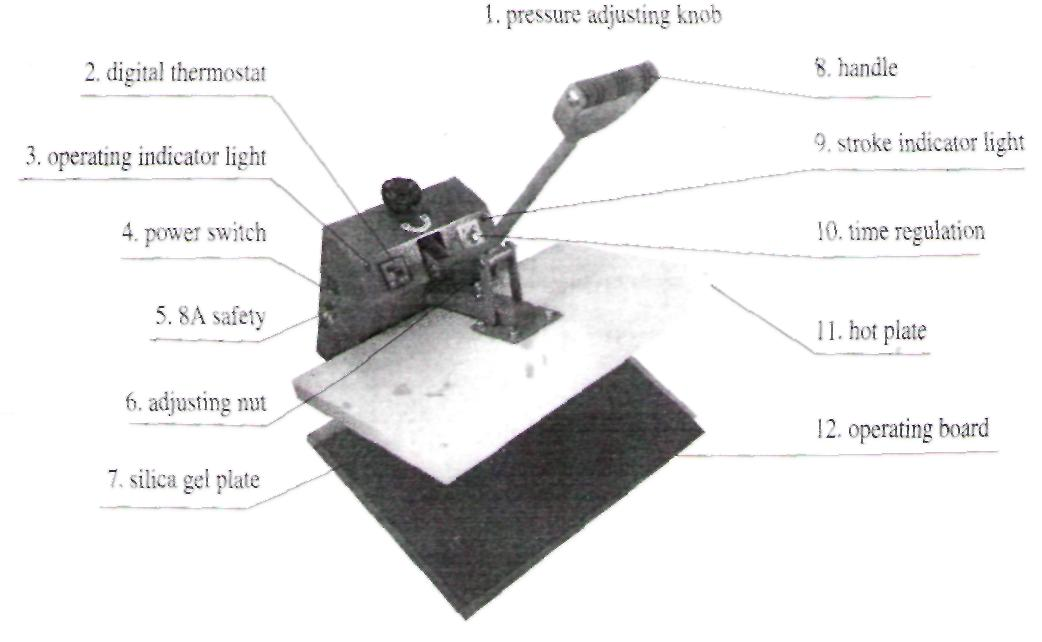 1. pressure adjusting knob
2. digital thermostat
3. operating indicator light
4. power switch
5. 8A safety
6. adjusting nut
7. silica gel plate
8. handle
9. stroke indicator light
10. time regulation
11. hot plate
12. operating board